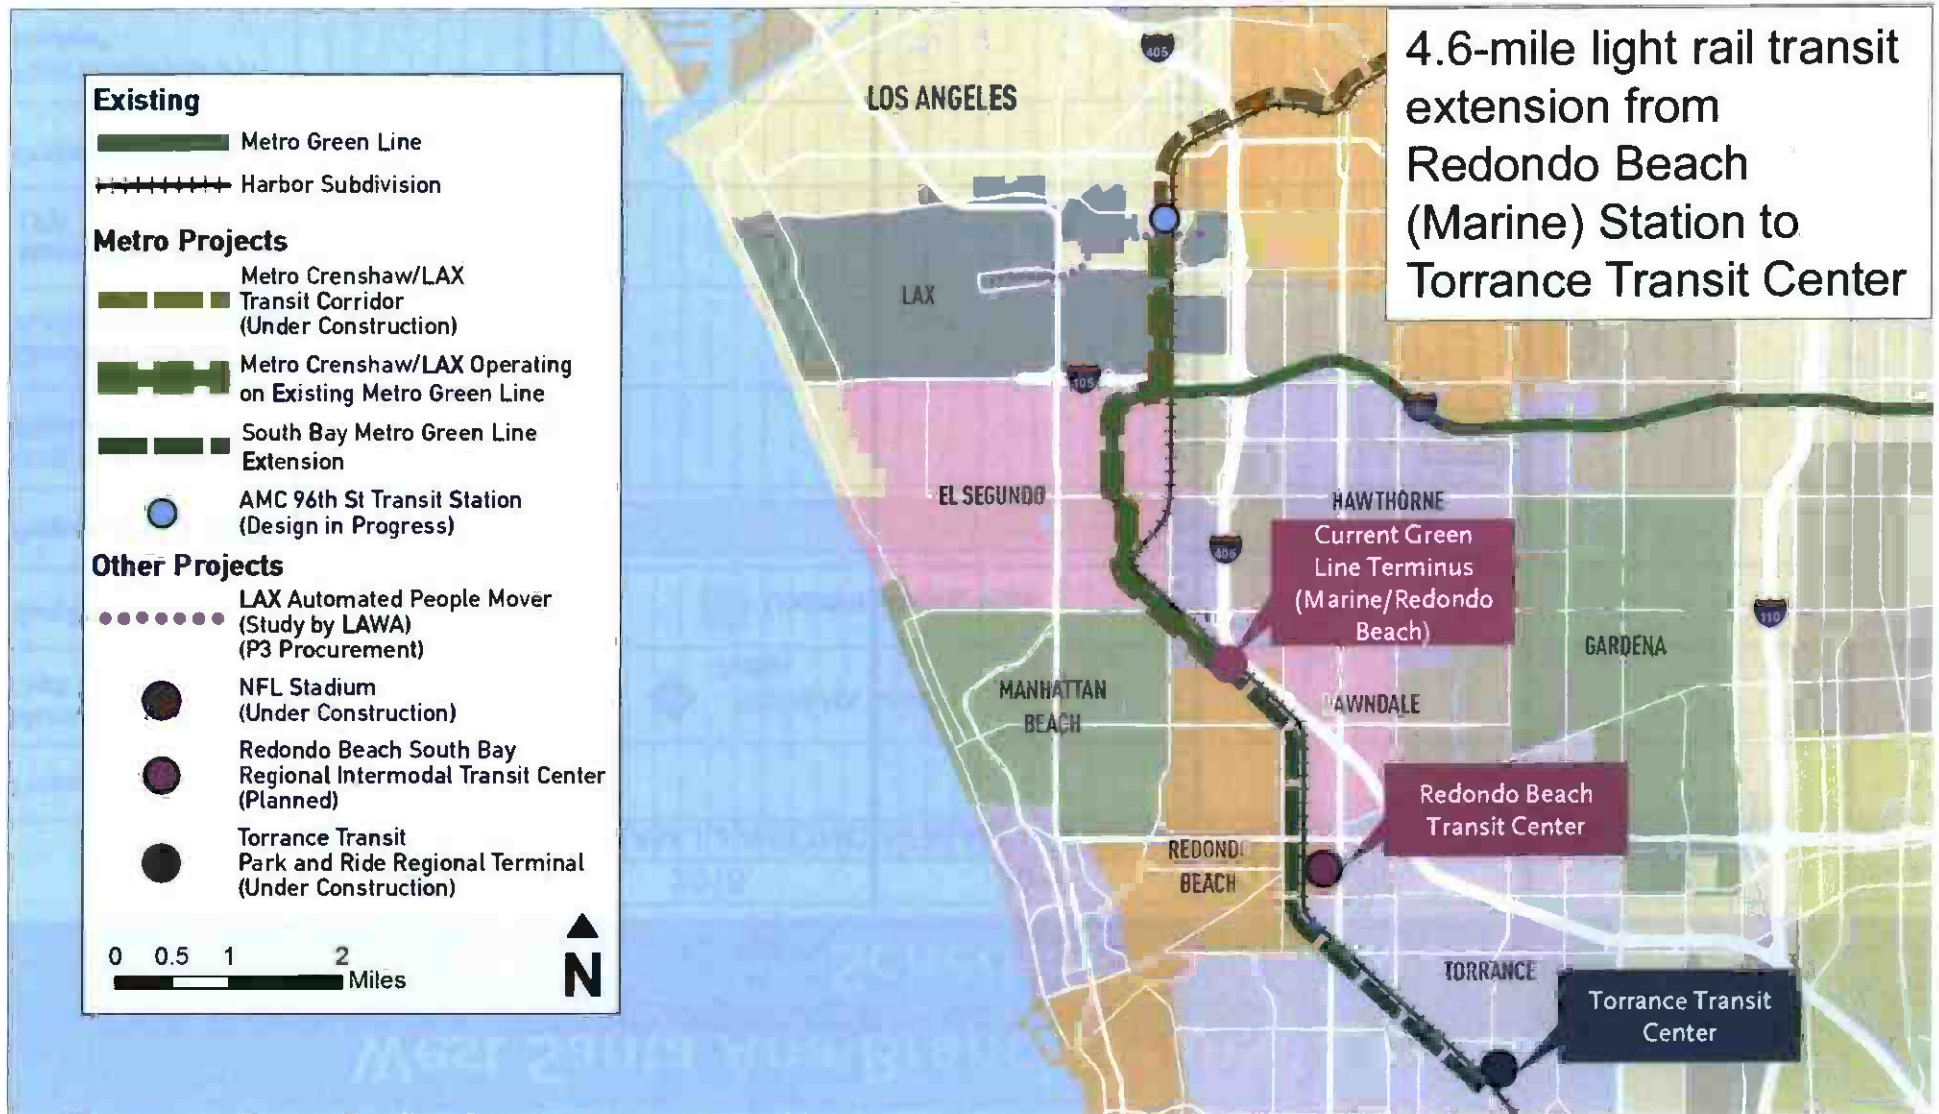 4.6-mile light rail transit
extension from
Redondo Beach
(Marine) Station to
Torrance Transit Center
Existing
Metro Green Line
Harbor Subdivision
Metro Projects
Metro Crenshaw/LAX
Transit Corridor
(Under Construction)
Metro Crenshaw/LAX Operating
on Existing Metro Green Line
South Bay Metro Green Line
Extension
AMC 96th St Transit Station
(Design in Progress)
Other Projects
LAX Automated People Mover
(Study by LAWA)
(P3 Procurement)
NFL Stadium
(Under Construction)
Redondo Beach South Bay
Regional Intermodal Transit Center
(Planned)
Torrance Transit
Park and Ride Regional Terminal
(Under Construction)
0 0.5 1 2
Miles
N
405
LOS ANGELES
LAX
105
EL SEGUNDO
HAWTHORNE
405
Current Green
Line Terminus
(Marine/Redondo
Beach)
110
GARDENA
MANHATTAN
BEACH
LAWNDALE
Redondo Beach
Transit Center
REDONDO
BEACH
TORRANCE
Torrance Transit
Center